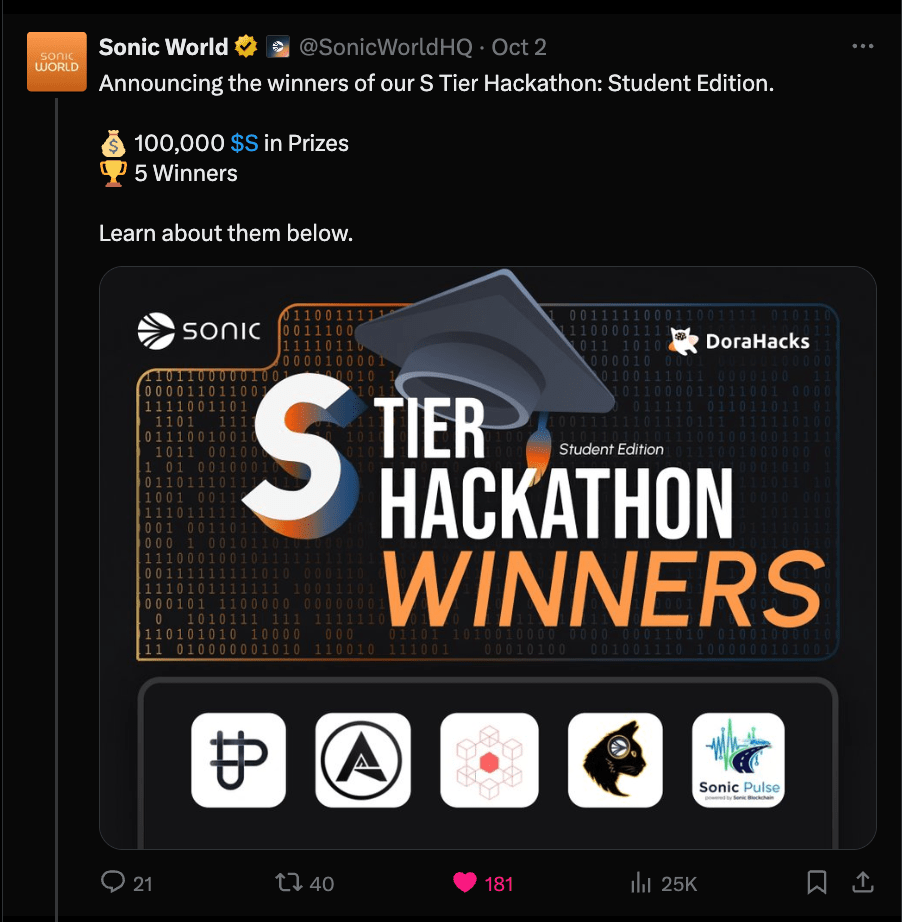 SONIC WORLD
Sonic World @SonicWorldHQ · Oct 2
Announcing the winners of our S Tier Hackathon: Student Edition.
💰 100,000 $S in Prizes
🏆 5 Winners
Learn about them below.
SONIC
DoraHacks
S TIER
Student Edition
HACKATHON
WINNERS
Sonic Pulse
powered by Sonic Blockchain
21 40 181 25K